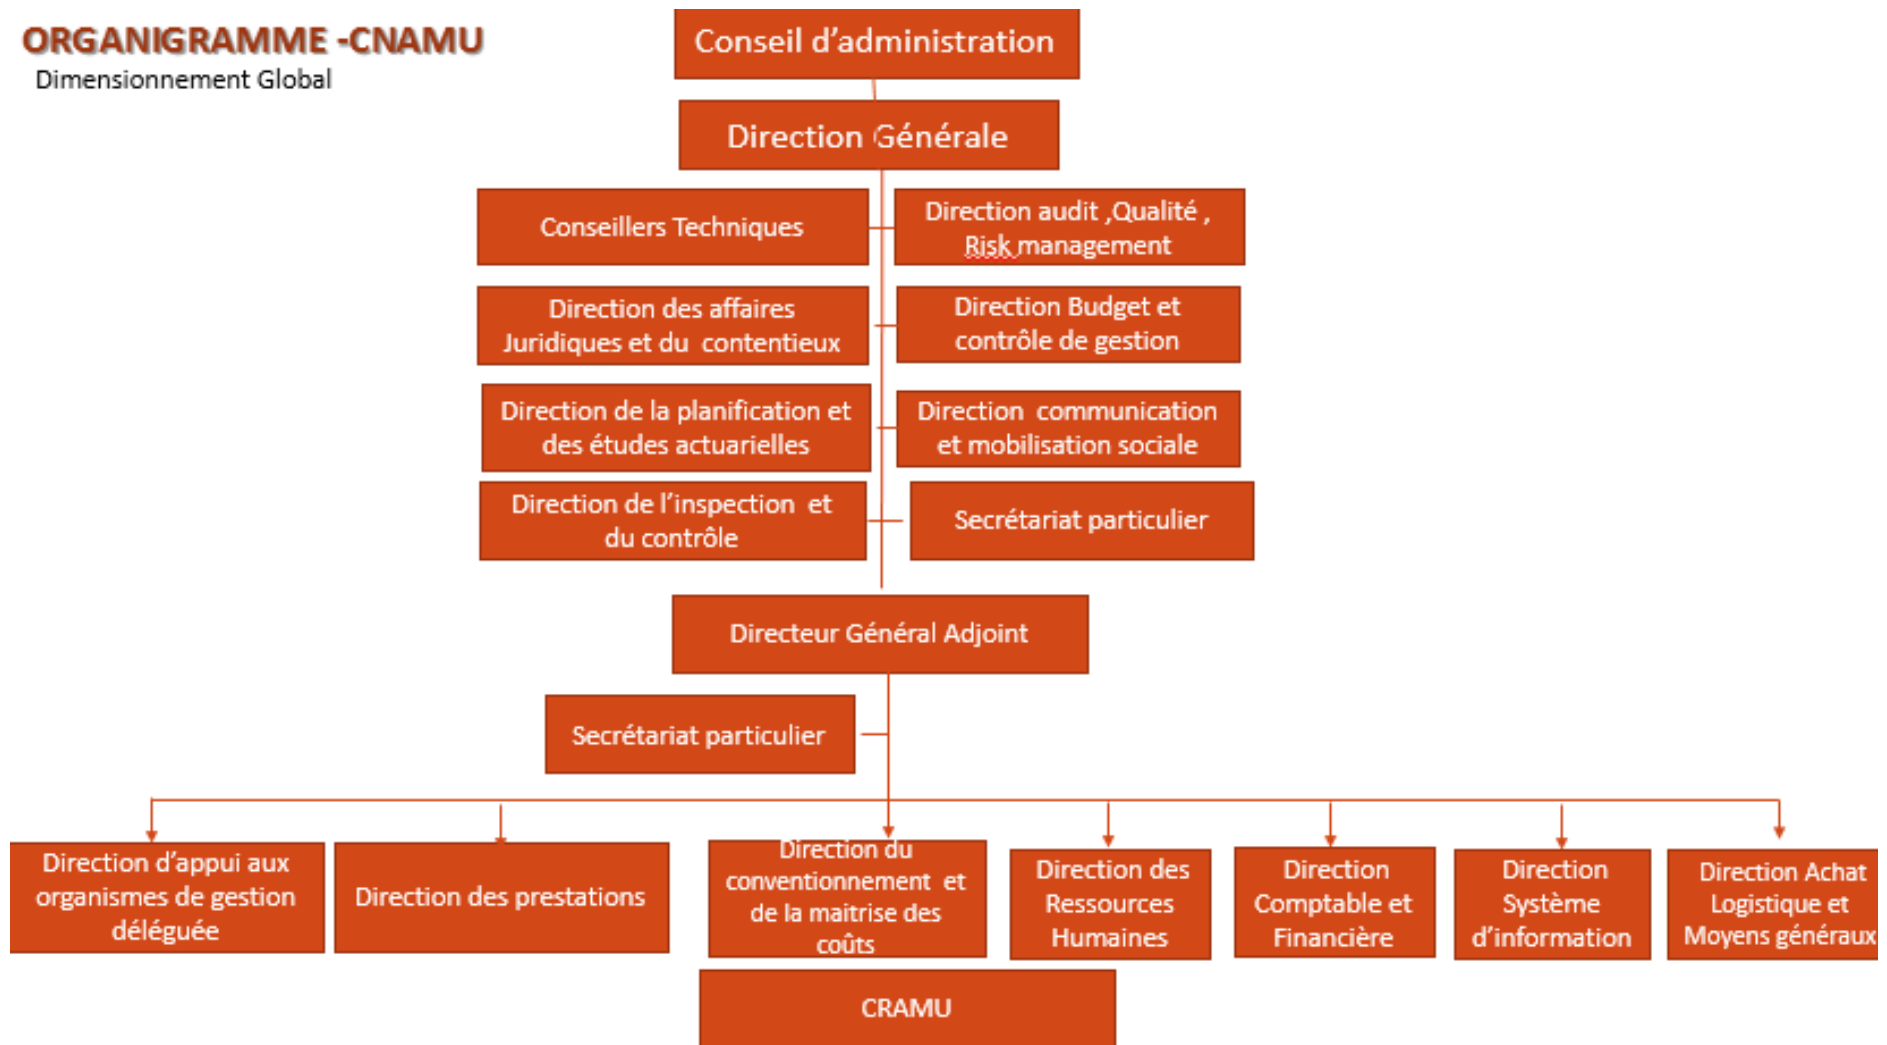 ORGANIGRAMME -CNAMU
Dimensionnement Global
Conseil d’administration
Direction Générale
Conseillers Techniques
Direction audit ,Qualité ,
Risk management
Direction des affaires
Juridiques et du contentieux
Direction Budget et
contrôle de gestion
Direction de la planification et
des études actuarielles
Direction communication
et mobilisation sociale
Direction de l’inspection et
du contrôle
Secrétariat particulier
Directeur Général Adjoint
Secrétariat particulier
Direction d’appui aux
organismes de gestion
déléguée
Direction des prestations
Direction du
conventionnement et
de la maitrise des
coûts
Direction des
Ressources
Humaines
Direction
Comptable et
Financière
Direction
Système
d’information
Direction Achat
Logistique et
Moyens généraux
CRAMU